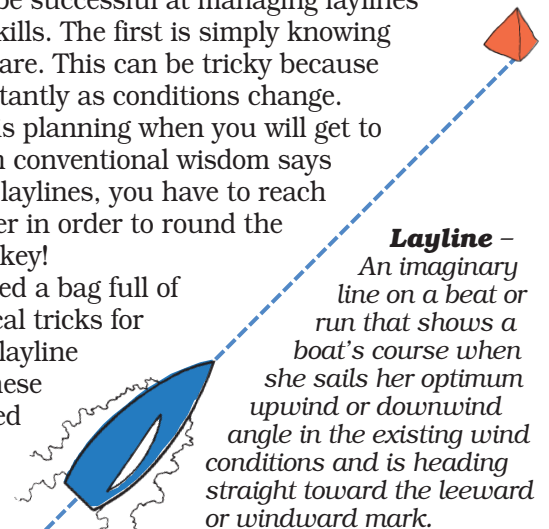 be successful at managing laylines
kills. The first is simply knowing
are. This can be tricky because
tantly as conditions change.
is planning when you will get to
n conventional wisdom says
laylines, you have to reach
er in order to round the
key!
ed a bag full of
cal tricks for
layline
nese
ed
Layline –
An imaginary
line on a beat or
run that shows a
boat's course when
she sails her optimum
upwind or downwind
angle in the existing wind
conditions and is heading
straight toward the leeward
or windward mark.